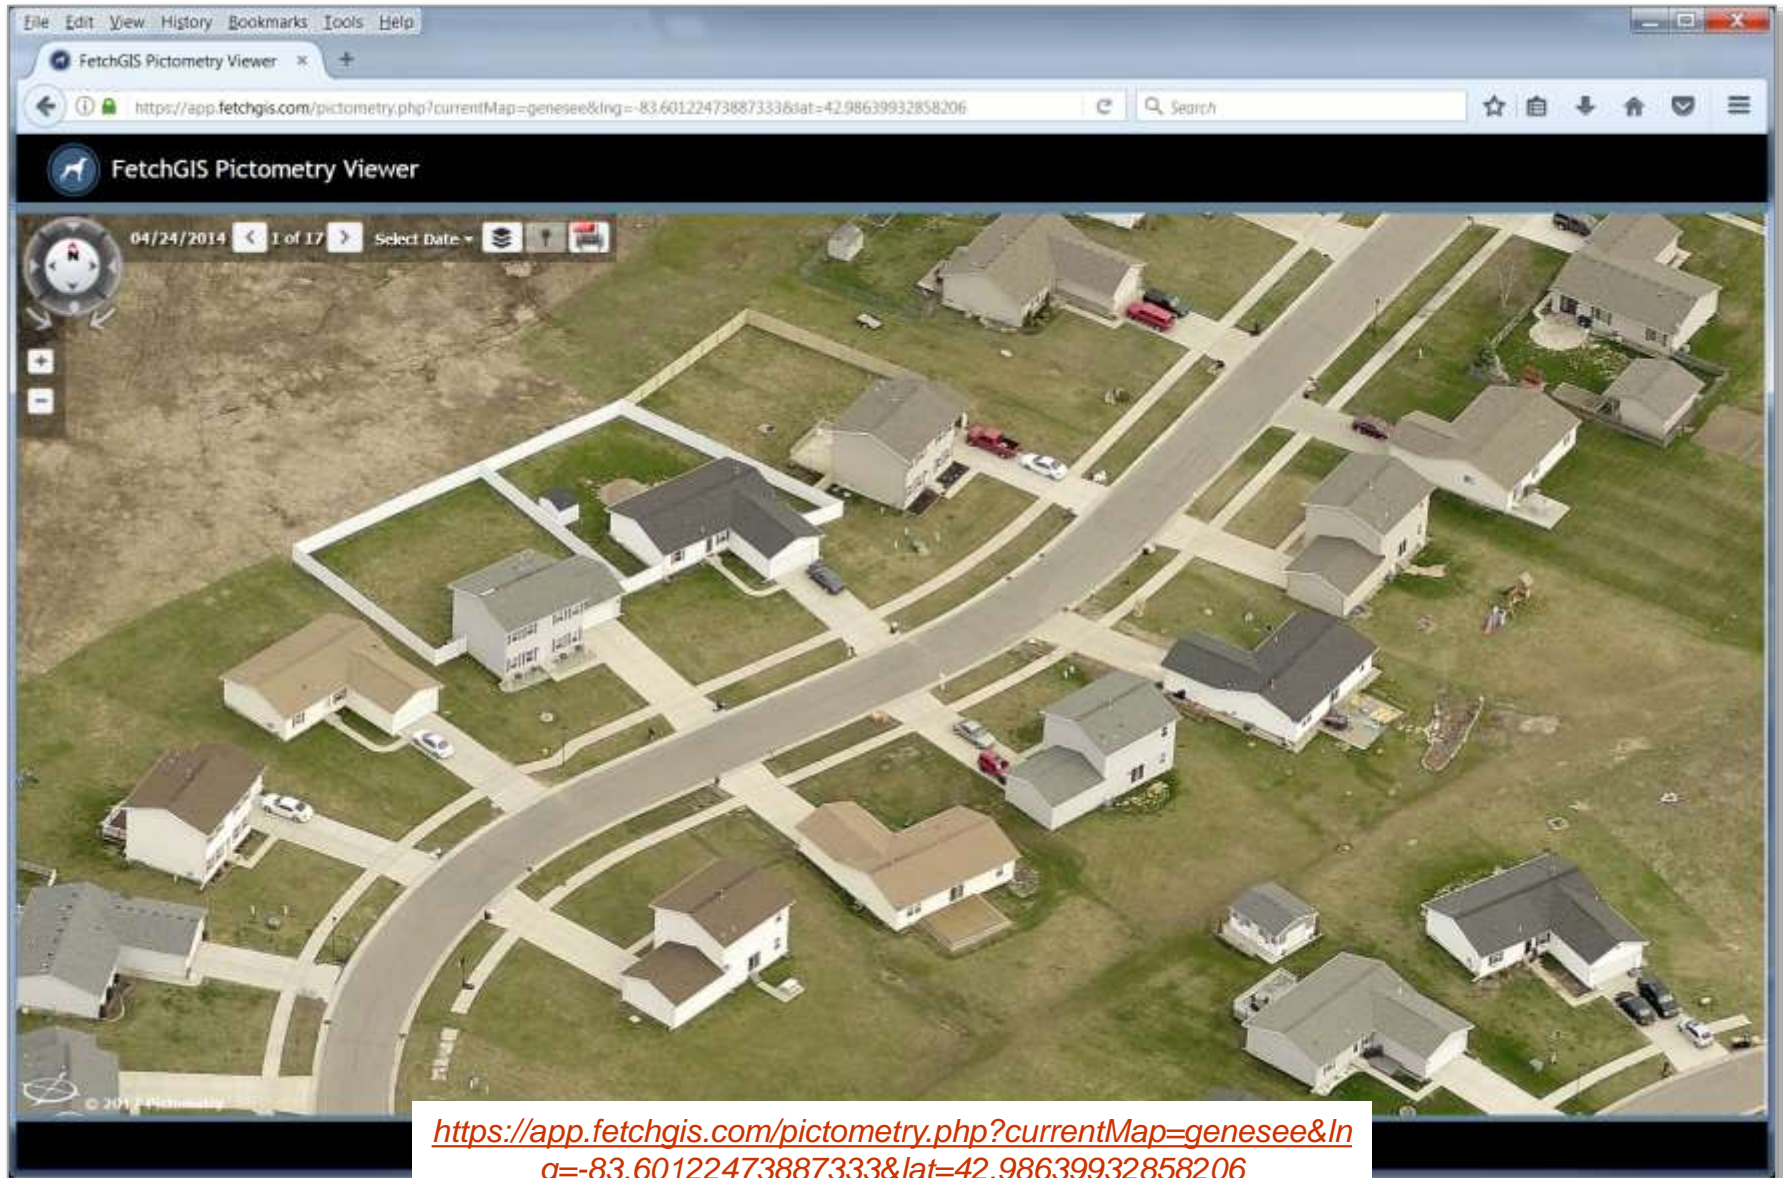 File Edit View History Bookmarks Tools Help
FetchGIS Pictometry Viewer × +
https://app.fetchgis.com/pictometry.php?currentMap=genesee&lng=-83.60122473887333&lat=42.98639932858206 Search
FetchGIS Pictometry Viewer
N
04/24/2014 < 1 of 17 > Select Date
+
-
© 2017 Pictometry
https://app.fetchgis.com/pictometry.php?currentMap=genesee&ln
g=-83.60122473887333&lat=42.98639932858206